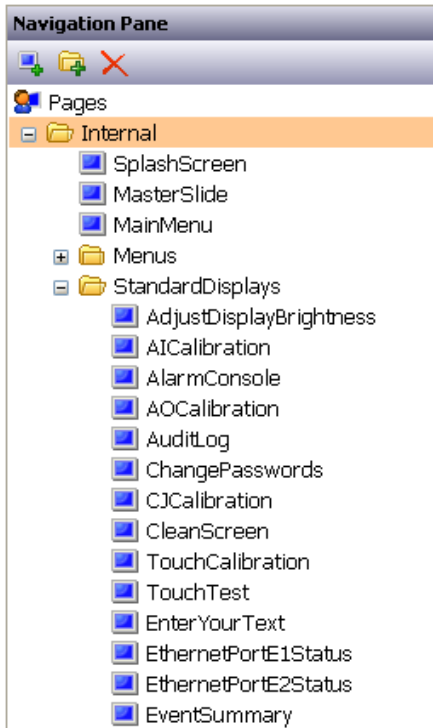 Navigation Pane
Pages
Internal
SplashScreen
MasterSlide
MainMenu
Menus
StandardDisplays
AdjustDisplayBrightness
AICalibration
AlarmConsole
AOCalibration
AuditLog
ChangePasswords
CJCalibration
CleanScreen
TouchCalibration
TouchTest
EnterYourText
EthernetPortE1Status
EthernetPortE2Status
EventSummary